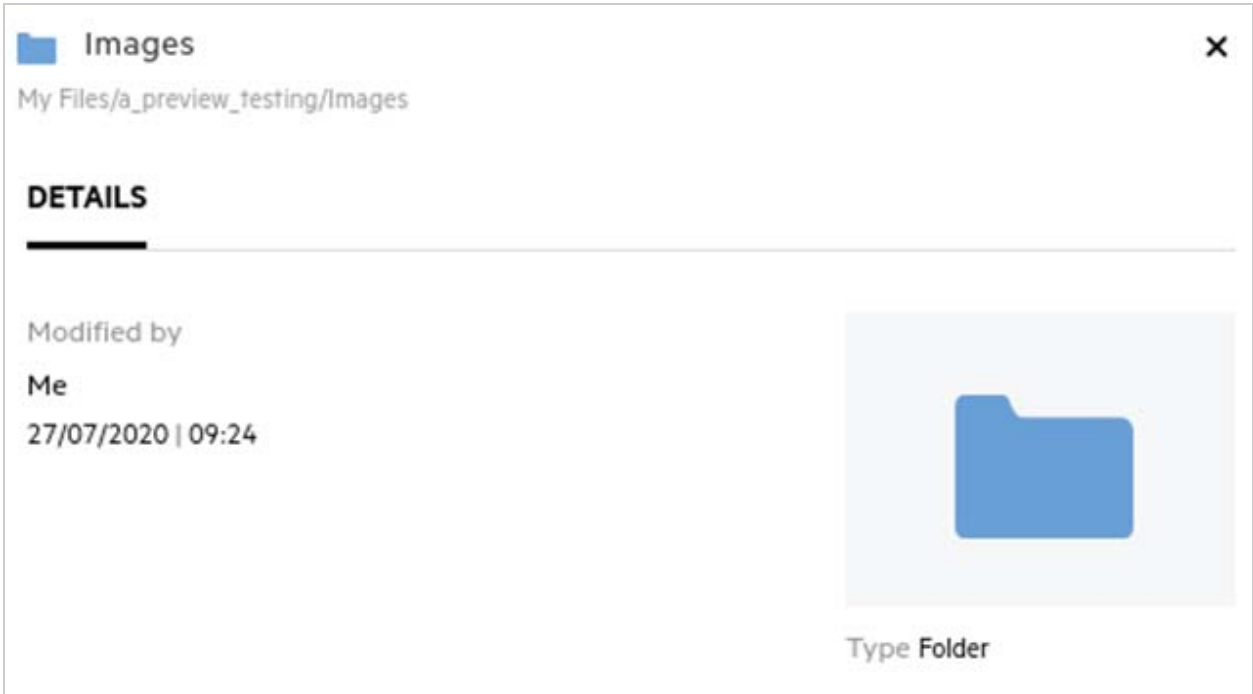 Images
My Files/a_preview_testing/Images
DETAILS
Modified by
Me
27/07/2020 | 09:24
Type Folder